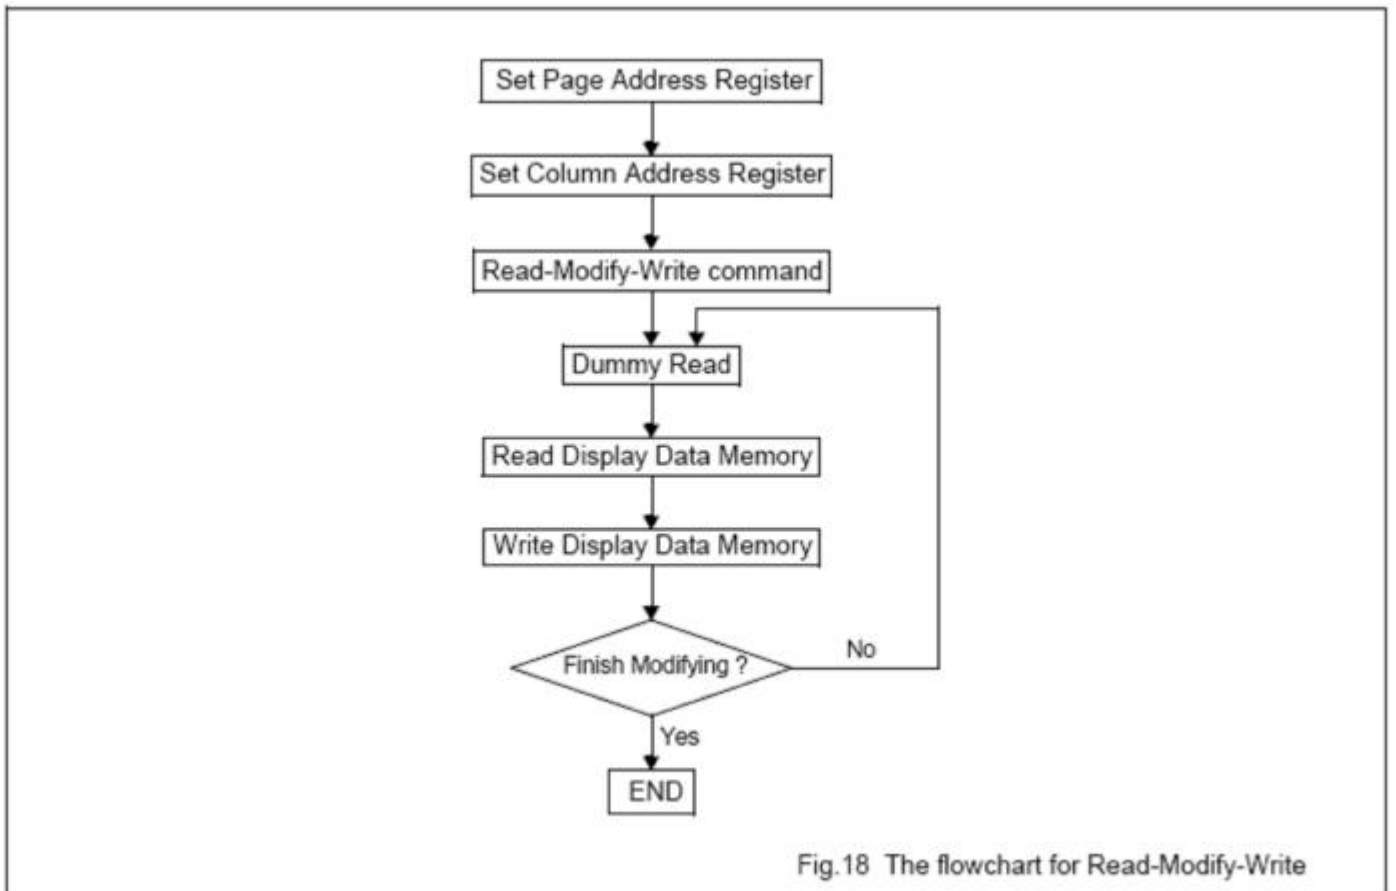 Set Page Address Register
Set Column Address Register
Read-Modify-Write command
Dummy Read
Read Display Data Memory
Write Display Data Memory
Finish Modifying ?
No
Yes
END
Fig.18 The flowchart for Read-Modify-Write